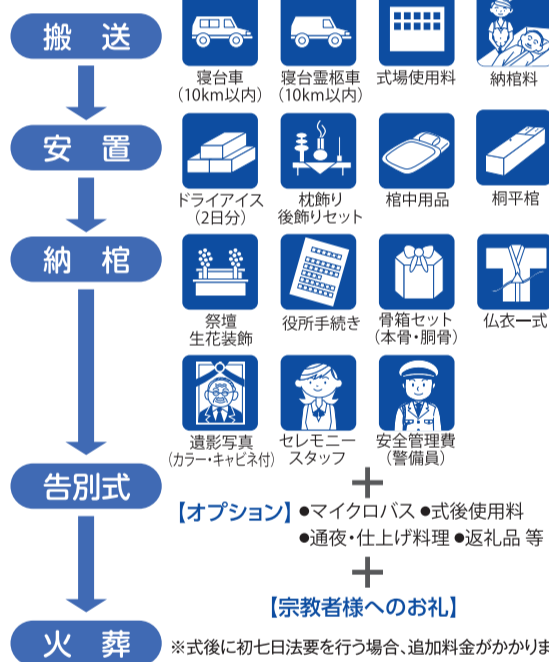 搬送
寝台車
(10km以内)
寝台霊柩車
(10km以内)
式場使用料
納棺料
安置
ドライアイス
(2日分)
枕飾り
後飾りセット
棺中用品
桐平棺
納棺
祭壇
生花装飾
役所手続き
骨箱セット
(本骨・胴骨)
仏衣一式
遺影写真
(カラー・キャビネ付)
セレモニー
スタッフ
安全管理費
(警備員)
告別式
+
【オプション】●マイクロバス ●式後使用料
●通夜・仕上げ料理 ●返礼品 等
+
【宗教者様へのお礼】
火葬
※式後に初七日法要を行う場合、追加料金がかかりま